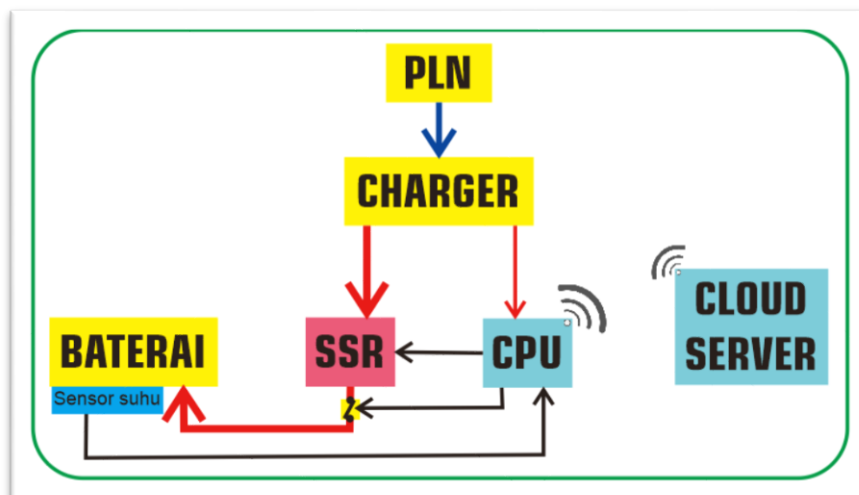 PLN
CHARGER
BATERAI
Sensor suhu
SSR
CPU
CLOUD
SERVER